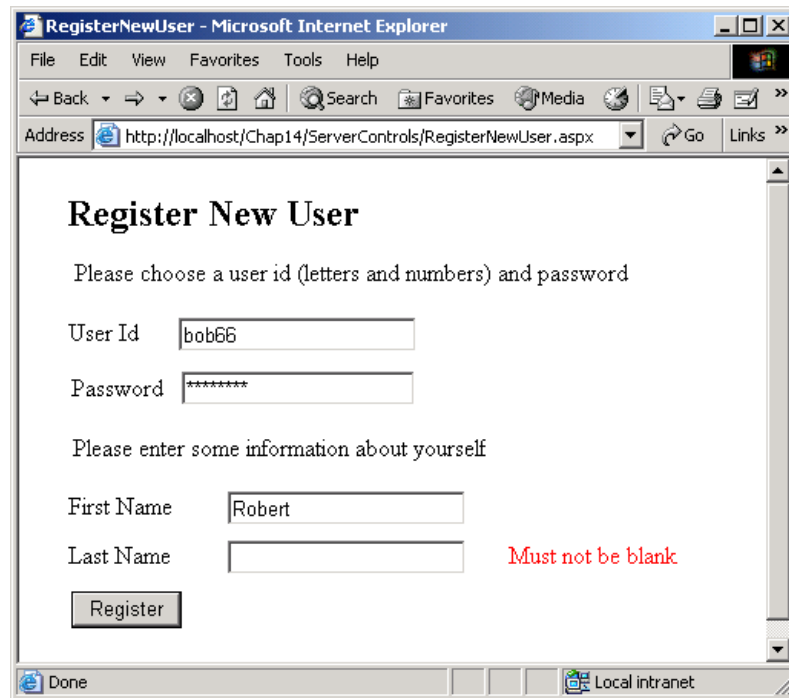 RegisterNewUser - Microsoft Internet Explorer
File Edit View Favorites Tools Help
Back Search Favorites Media »
Address http://localhost/Chap14/ServerControls/RegisterNewUser.aspx Go Links »
Register New User
Please choose a user id (letters and numbers) and password
User Id bob66
Password ********
Please enter some information about yourself
First Name Robert
Last Name Must not be blank
Register
Done Local intranet